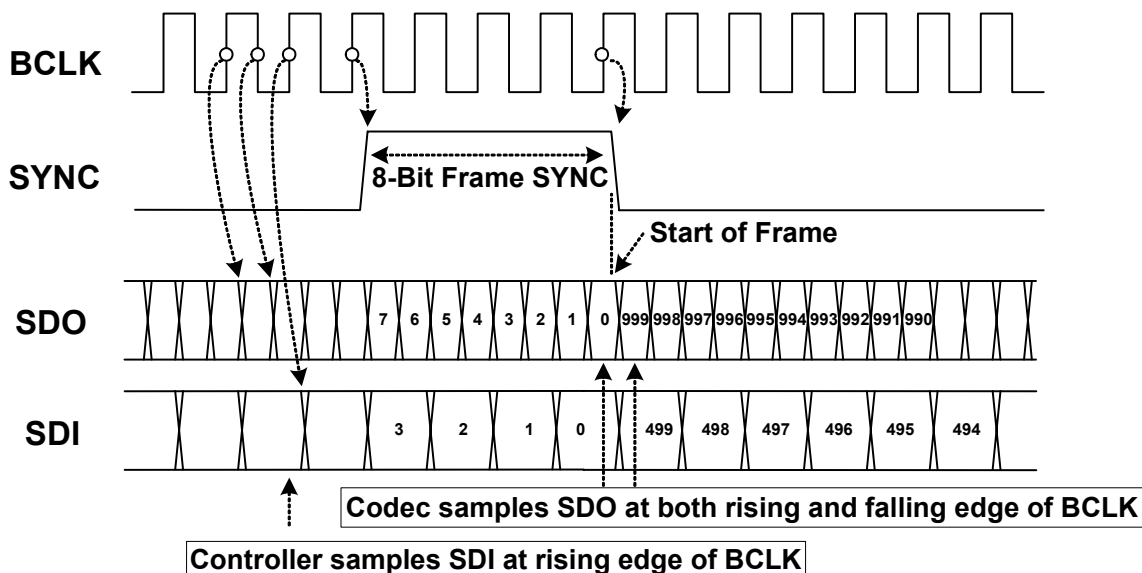 BCLK
SYNC
8-Bit Frame SYNC
Start of Frame
SDO
7 6 5 4 3 2 1 0 999 998 997 996 995 994 993 992 991 990
SDI
3 2 1 0 499 498 497 496 495 494
Codec samples SDO at both rising and falling edge of BCLK
Controller samples SDI at rising edge of BCLK